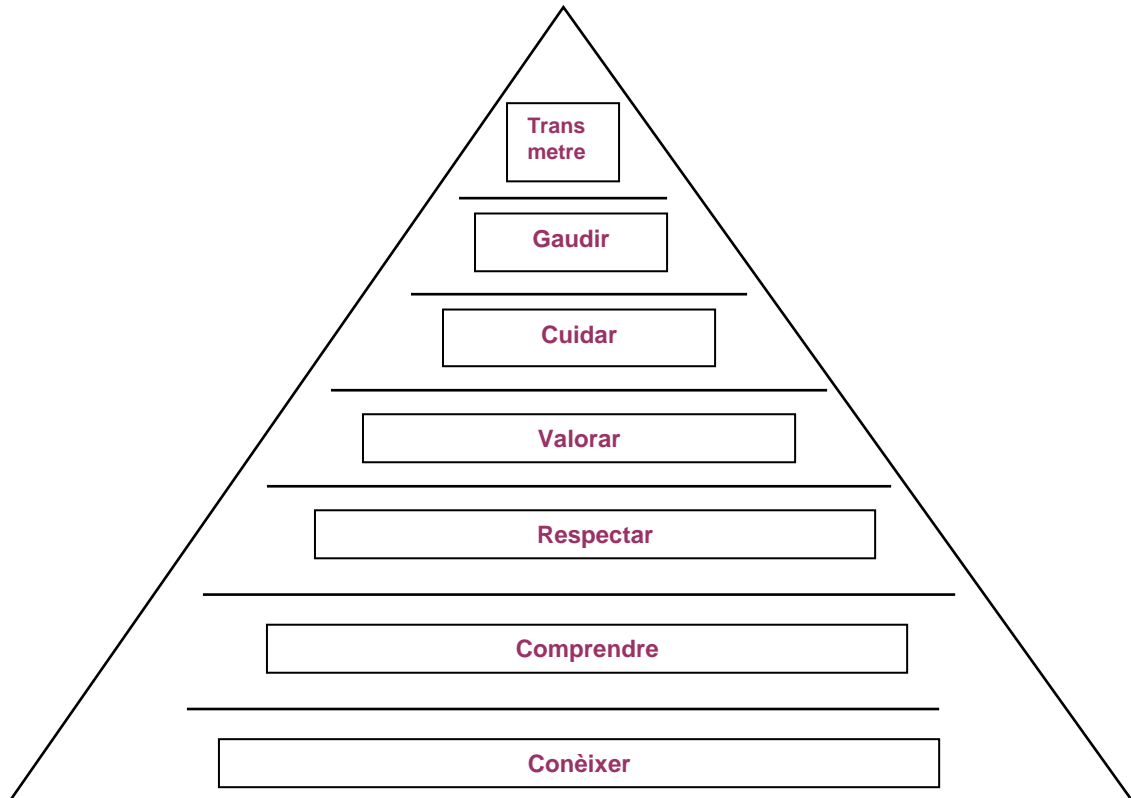 Trans
metre
Gaudir
Cuidar
Valorar
Respectar
Comprendre
Conèixer